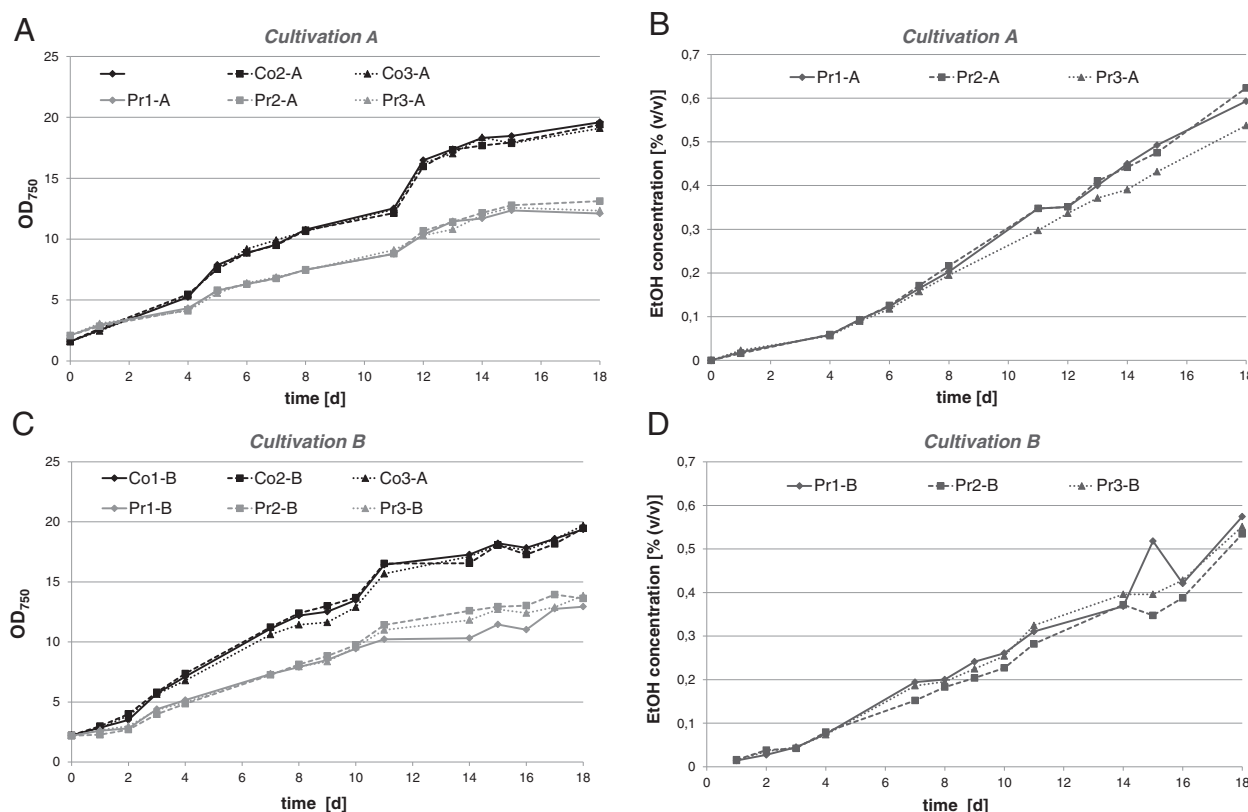 A
Cultivation A
OD750
25
20
15
10
5
0
Co2-A Co3-A
Pr1-A Pr2-A Pr3-A
0 2 4 6 8 10 12 14 16 18
time [d]
B
Cultivation A
EtOH concentration [% (v/v)]
0,7
0,6
0,5
0,4
0,3
0,2
0,1
0
Pr1-A Pr2-A Pr3-A
0 2 4 6 8 10 12 14 16 18
time [d]
C
Cultivation B
OD750
25
20
15
10
5
0
Co1-B Co2-B Co3-A
Pr1-B Pr2-B Pr3-B
0 2 4 6 8 10 12 14 16 18
time [d]
D
Cultivation B
EtOH concentration [% (v/v)]
0,7
0,6
0,5
0,4
0,3
0,2
0,1
0
Pr1-B Pr2-B Pr3-B
0 2 4 6 8 10 12 14 16 18
time [d]